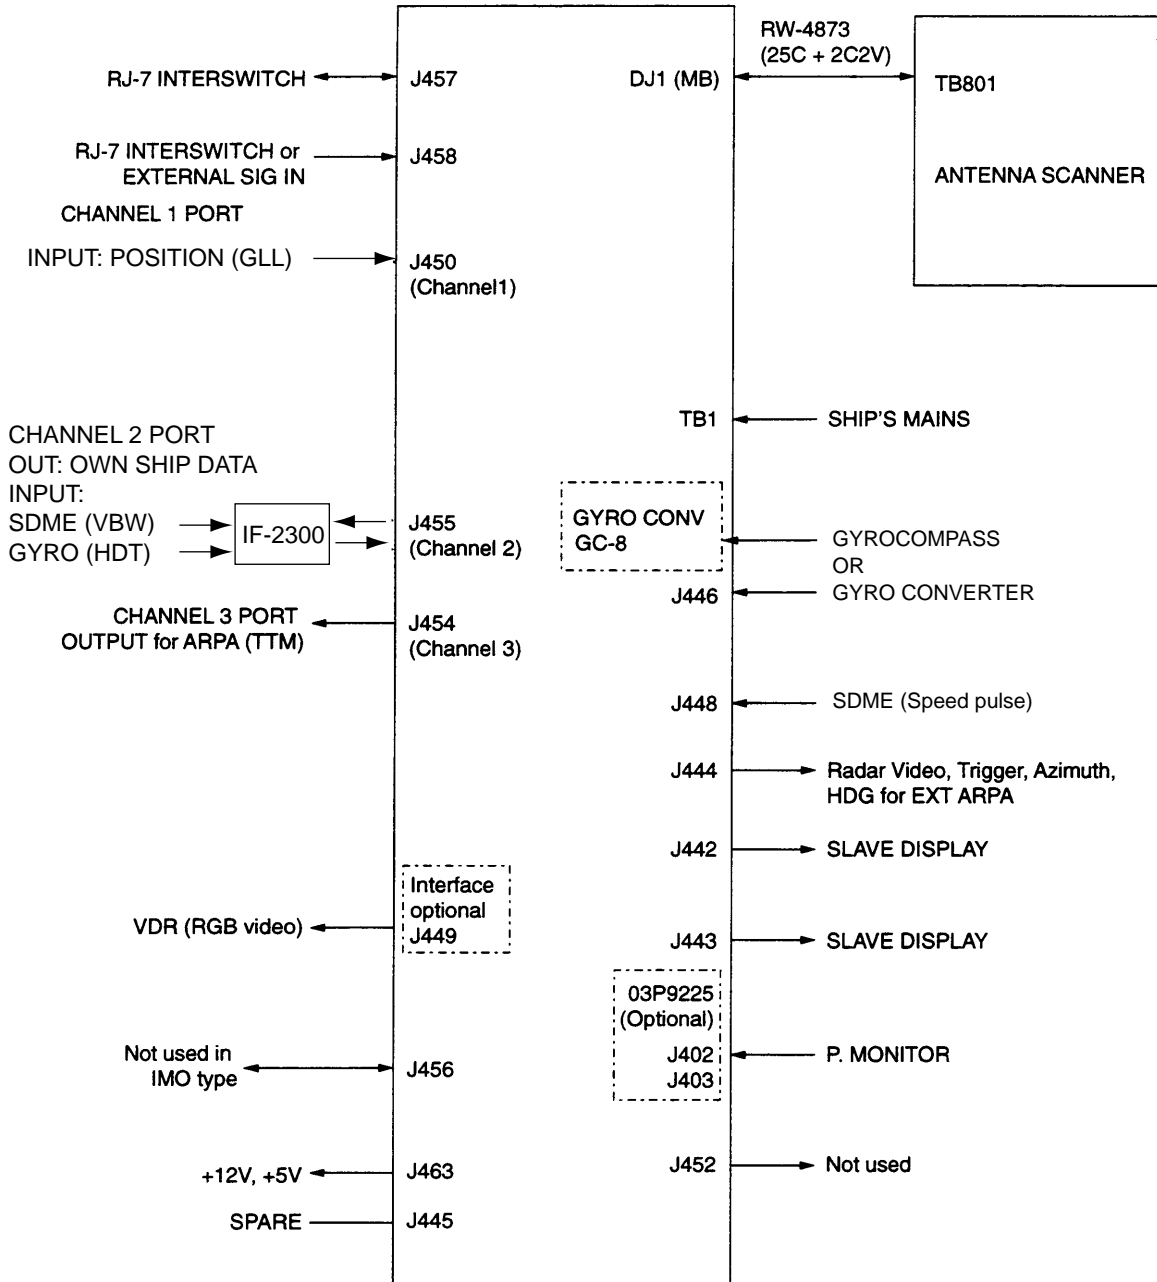 RW-4873
(25C + 2C2V)
RJ-7 INTERSWITCH
J457
DJ1 (MB)
TB801
RJ-7 INTERSWITCH or
EXTERNAL SIG IN
J458
ANTENNA SCANNER
CHANNEL 1 PORT
INPUT: POSITION (GLL)
J450
(Channel1)
TB1
SHIP'S MAINS
CHANNEL 2 PORT
OUT: OWN SHIP DATA
INPUT:
SDME (VBW)
GYRO (HDT)
IF-2300
J455
(Channel 2)
GYRO CONV
GC-8
GYROCOMPASS
OR
GYRO CONVERTER
J446
CHANNEL 3 PORT
OUTPUT for ARPA (TTM)
J454
(Channel 3)
J448
SDME (Speed pulse)
J444
Radar Video, Trigger, Azimuth,
HDG for EXT ARPA
J442
SLAVE DISPLAY
VDR (RGB video)
Interface
optional
J449
J443
SLAVE DISPLAY
03P9225
(Optional)
J402
J403
P. MONITOR
Not used in
IMO type
J456
+12V, +5V
J463
J452
Not used
SPARE
J445